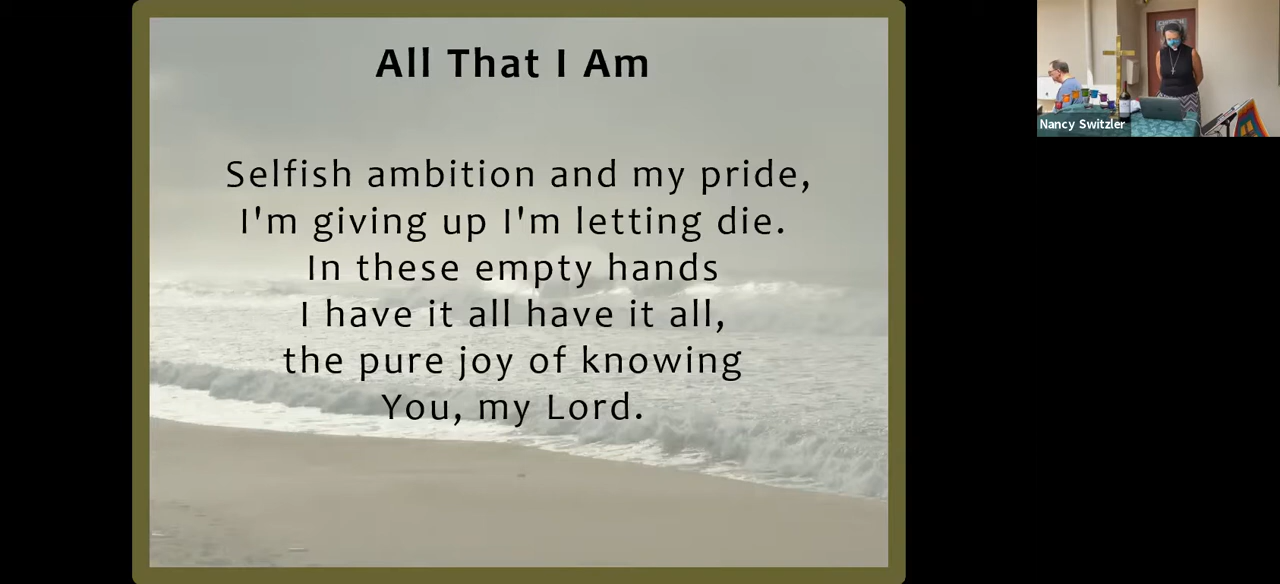 All That I Am
Selfish ambition and my pride,
I'm giving up I'm letting die.
In these empty hands
I have it all have it all,
the pure joy of knowing
You, my Lord.
Nancy Switzler